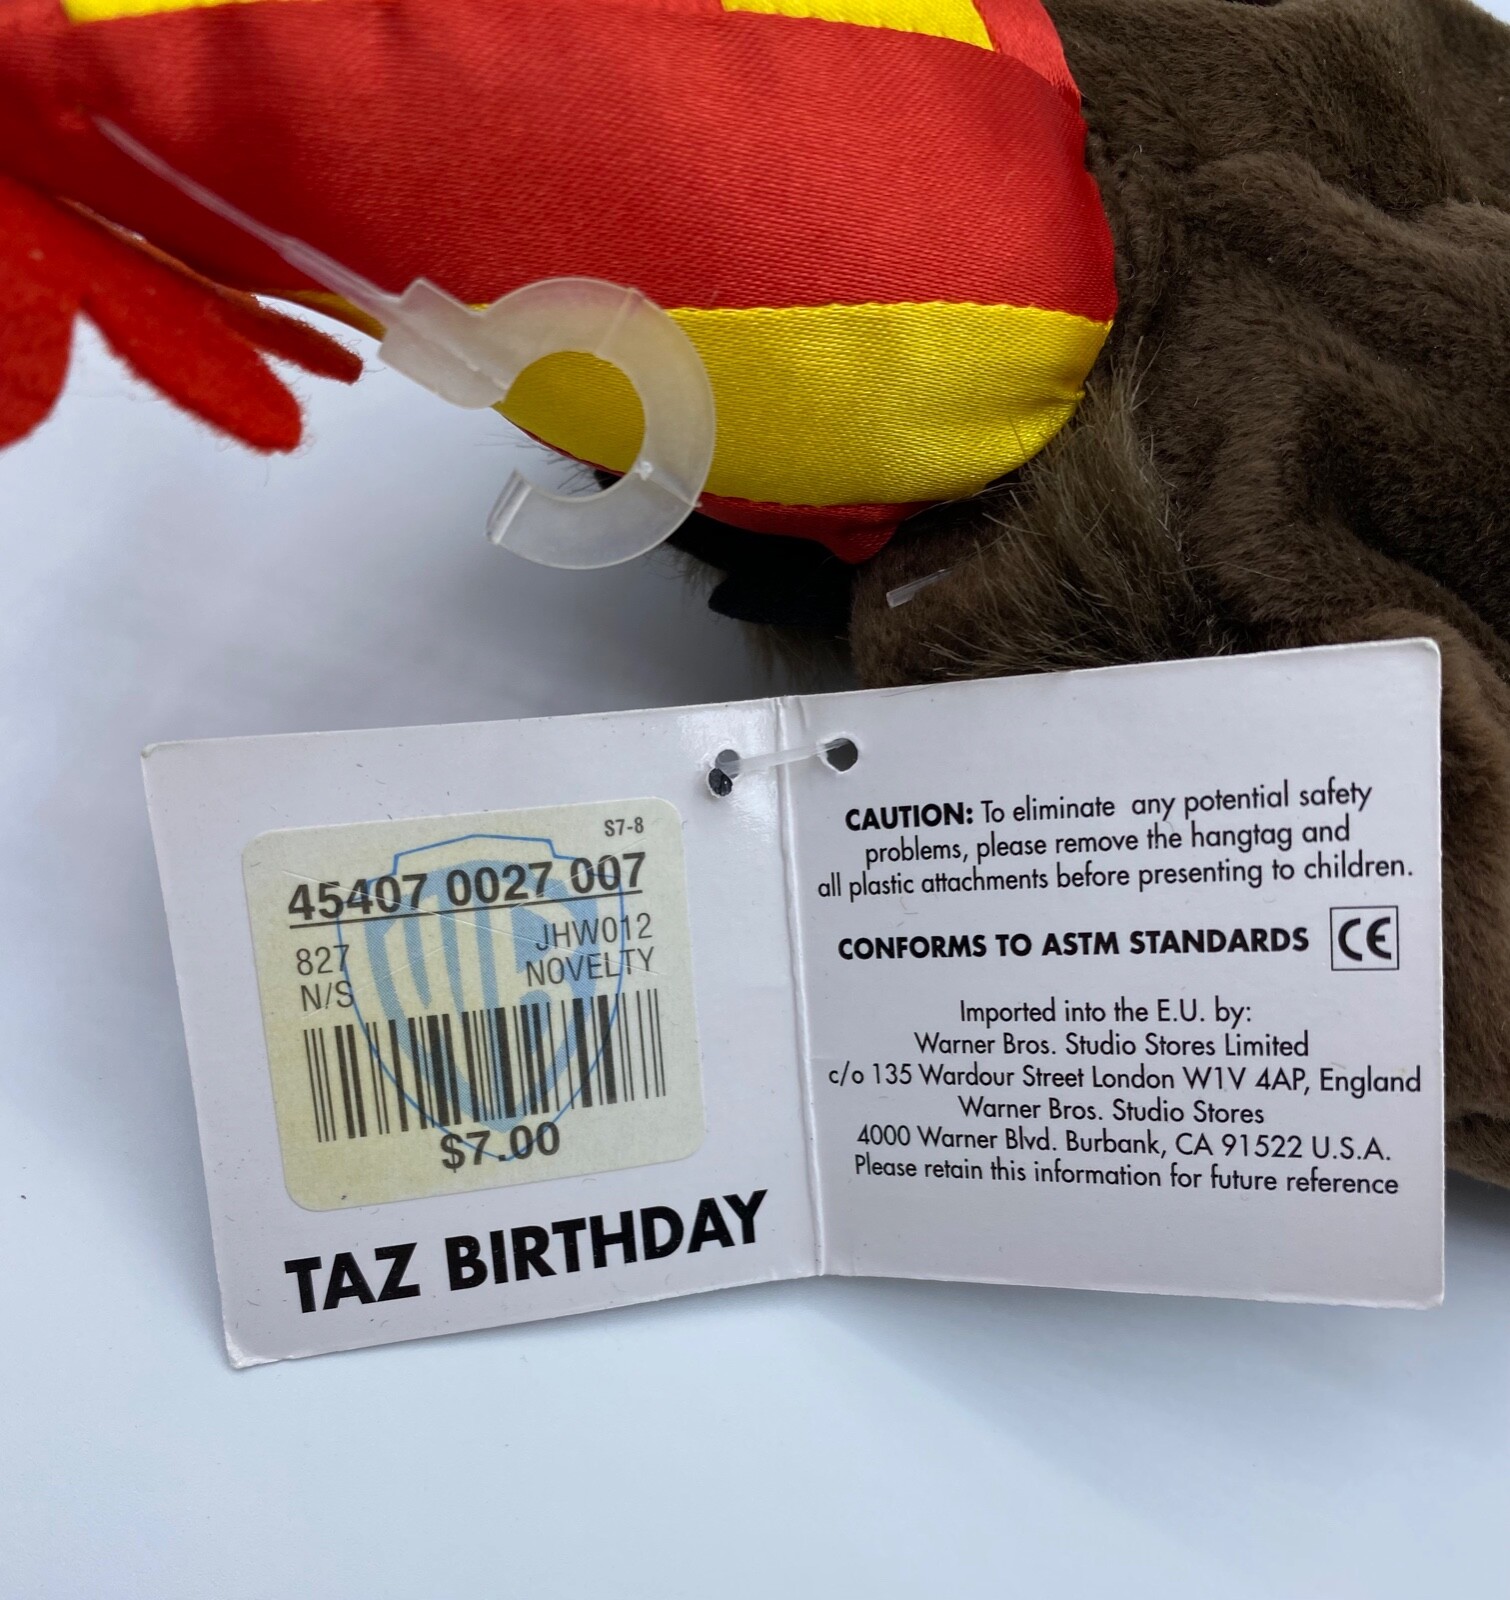 S7-8
45407 0027 007
827 JHW012
N/S NOVELTY
$7.00
TAZ BIRTHDAY
CAUTION: To eliminate any potential safety
problems, please remove the hangtag and
all plastic attachments before presenting to children.
CONFORMS TO ASTM STANDARDS CE
Imported into the E.U. by:
Warner Bros. Studio Stores Limited
c/o 135 Wardour Street London W1V 4AP, England
Warner Bros. Studio Stores
4000 Warner Blvd. Burbank, CA 91522 U.S.A.
Please retain this information for future reference